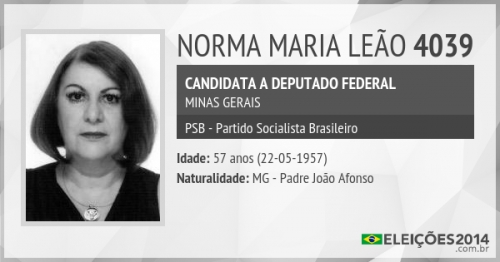 NORMA MARIA LEÃO 4039
CANDIDATA A DEPUTADO FEDERAL
MINAS GERAIS
PSB - Partido Socialista Brasileiro
Idade: 57 anos (22-05-1957)
Naturalidade: MG - Padre João Afonso
ELEIÇÕES2014
.com.br